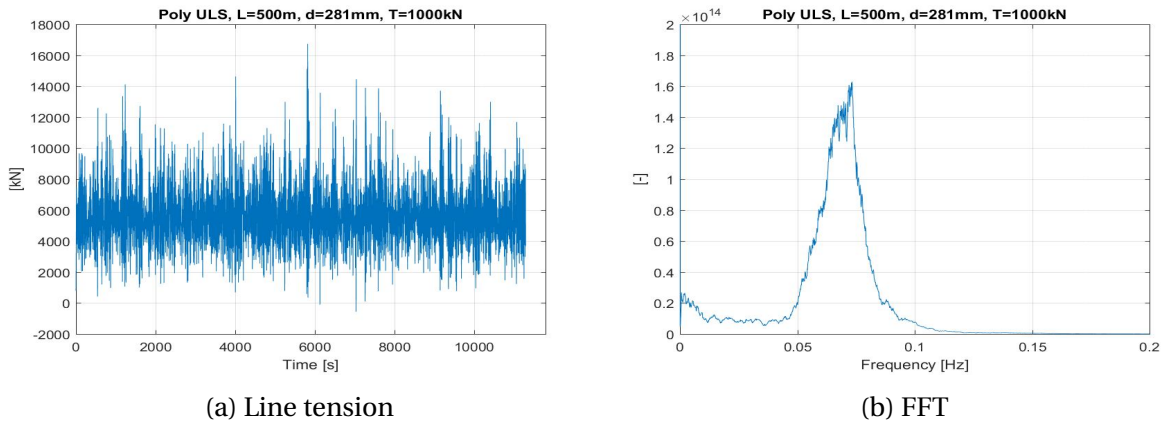 Poly ULS, L=500m, d=281mm, T=1000kN
18000
16000
14000
12000
10000
8000
6000
4000
2000
0
-2000
[kN]
0 2000 4000 6000 8000 10000
Time [s]
(a) Line tension
Poly ULS, L=500m, d=281mm, T=1000kN
×10^14
2
1.8
1.6
1.4
1.2
1
0.8
0.6
0.4
0.2
0
[-]
0 0.05 0.1 0.15 0.2
Frequency [Hz]
(b) FFT